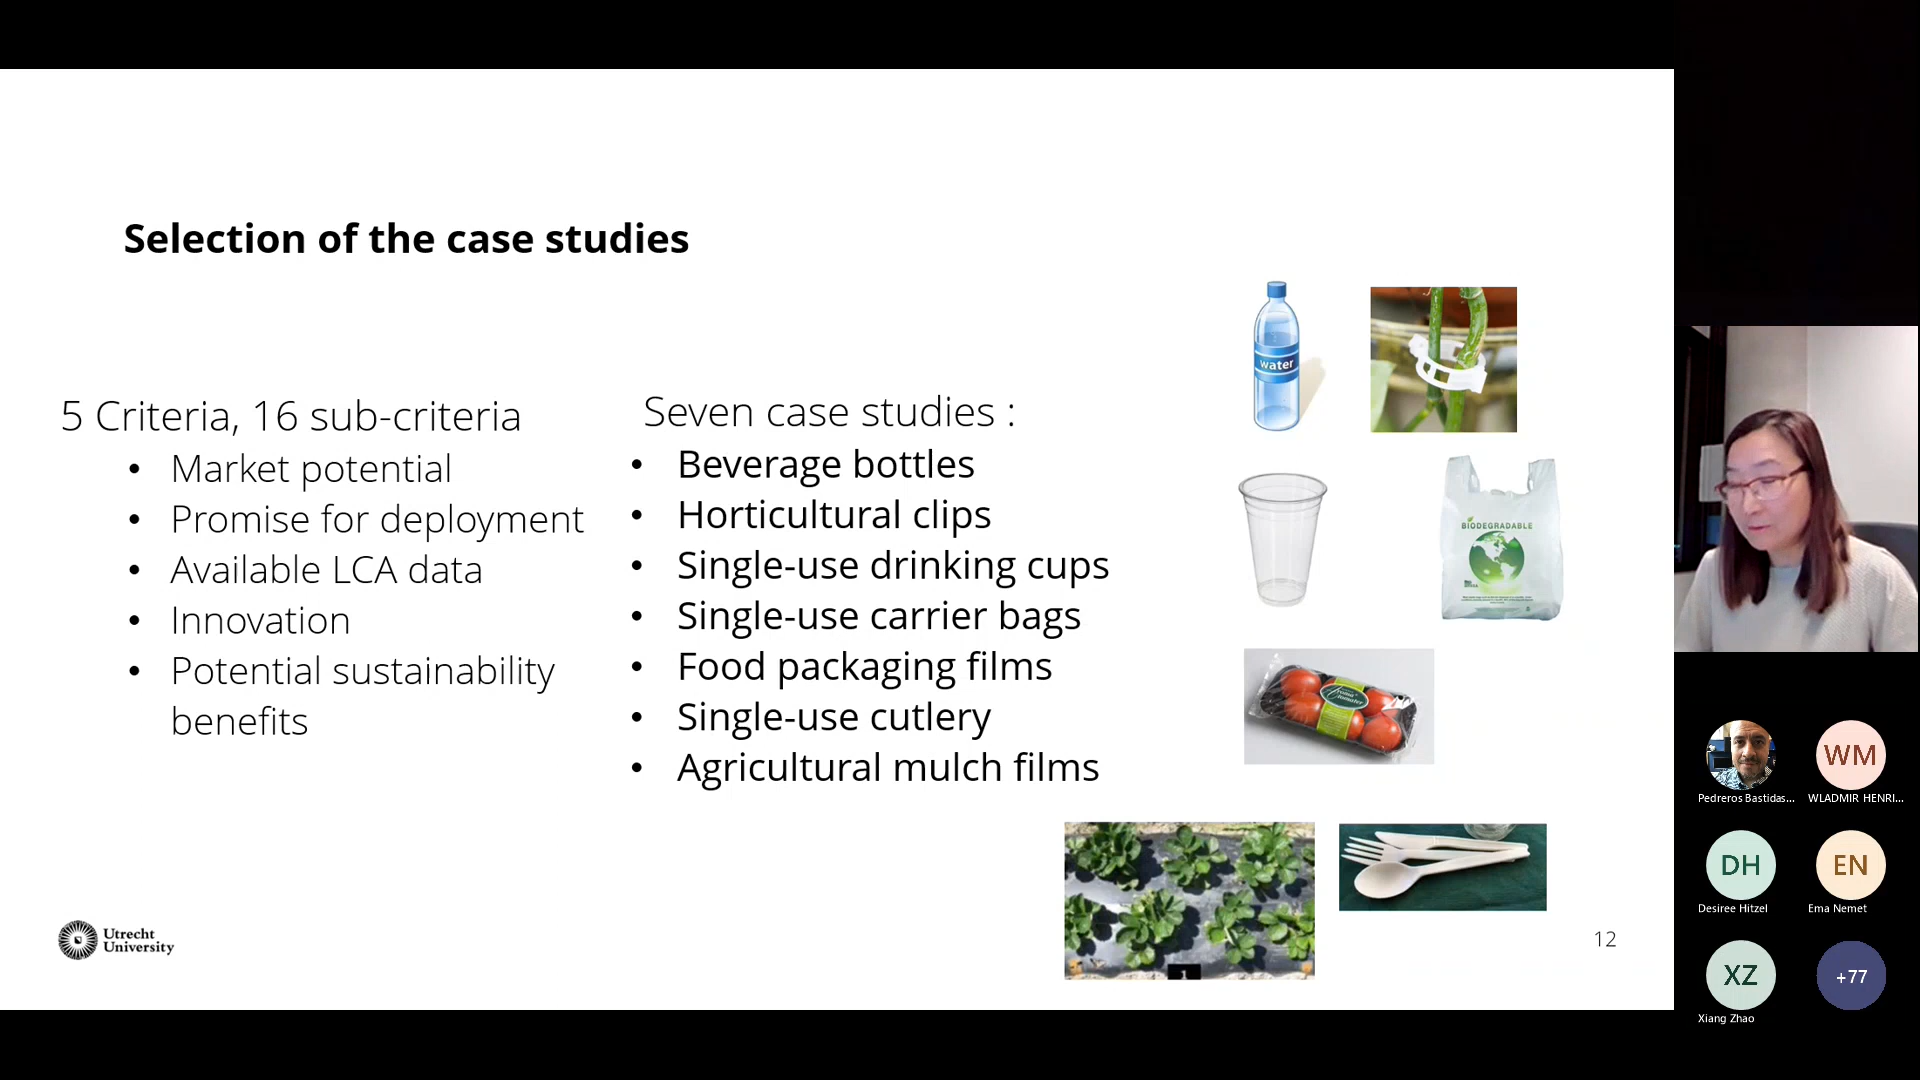 Selection of the case studies
5 Criteria, 16 sub-criteria
• Market potential
• Promise for deployment
• Available LCA data
• Innovation
• Potential sustainability
benefits
Seven case studies :
• Beverage bottles
• Horticultural clips
• Single-use drinking cups
• Single-use carrier bags
• Food packaging films
• Single-use cutlery
• Agricultural mulch films
water
BIODEGRADABLE
1
Utrecht
University
12
Pedreros Bastidas...
WM
WLADMIR HENRI...
DH
Desiree Hitzel
EN
Ema Nemet
XZ
Xiang Zhao
+77